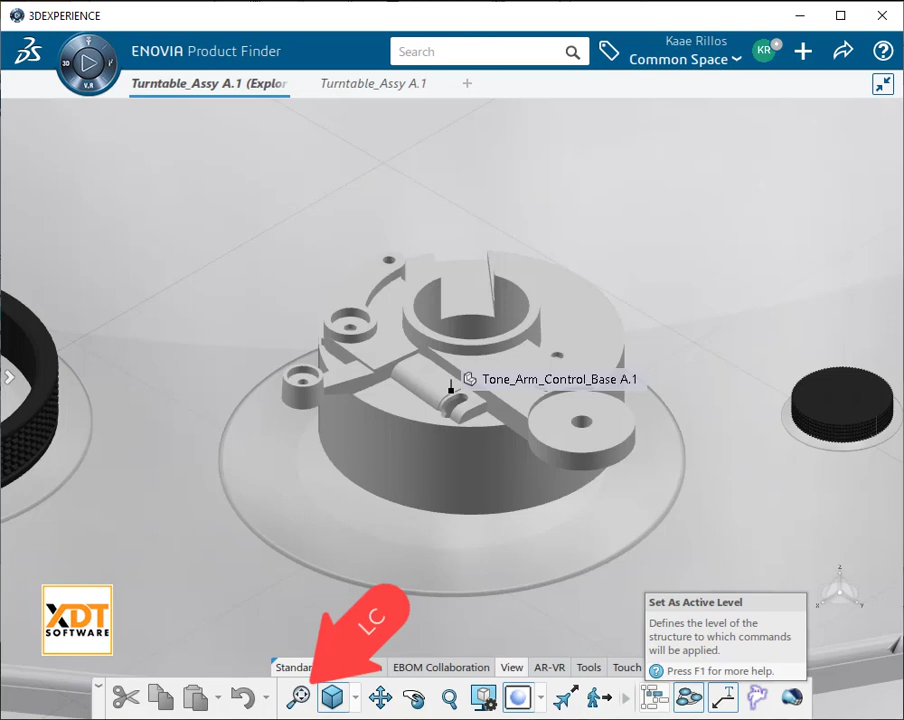 3DEXPERIENCE
3D
V.R
ENOVIA Product Finder
Search
Kaae Rillos
Common Space
KR
Turntable_Assy A.1 (Explor
Turntable_Assy A.1
Tone_Arm_Control_Base A.1
LC
XDT
SOFTWARE
z
Set As Active Level
Defines the level of the
structure to which commands
will be applied.
Press F1 for more help.
Standar
EBOM Collaboration
View
AR-VR
Tools
Touch